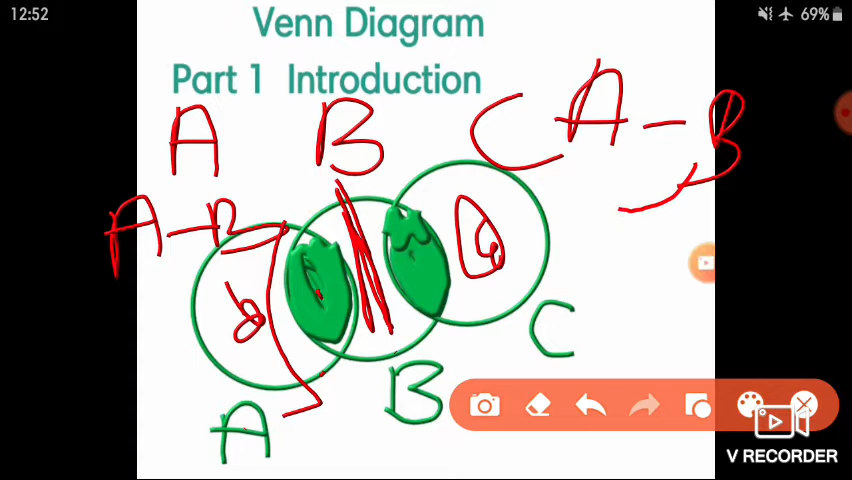 12:52 69%
Venn Diagram
Part 1 Introduction
A B C A - B
A - B
C
B
A
V RECORDER